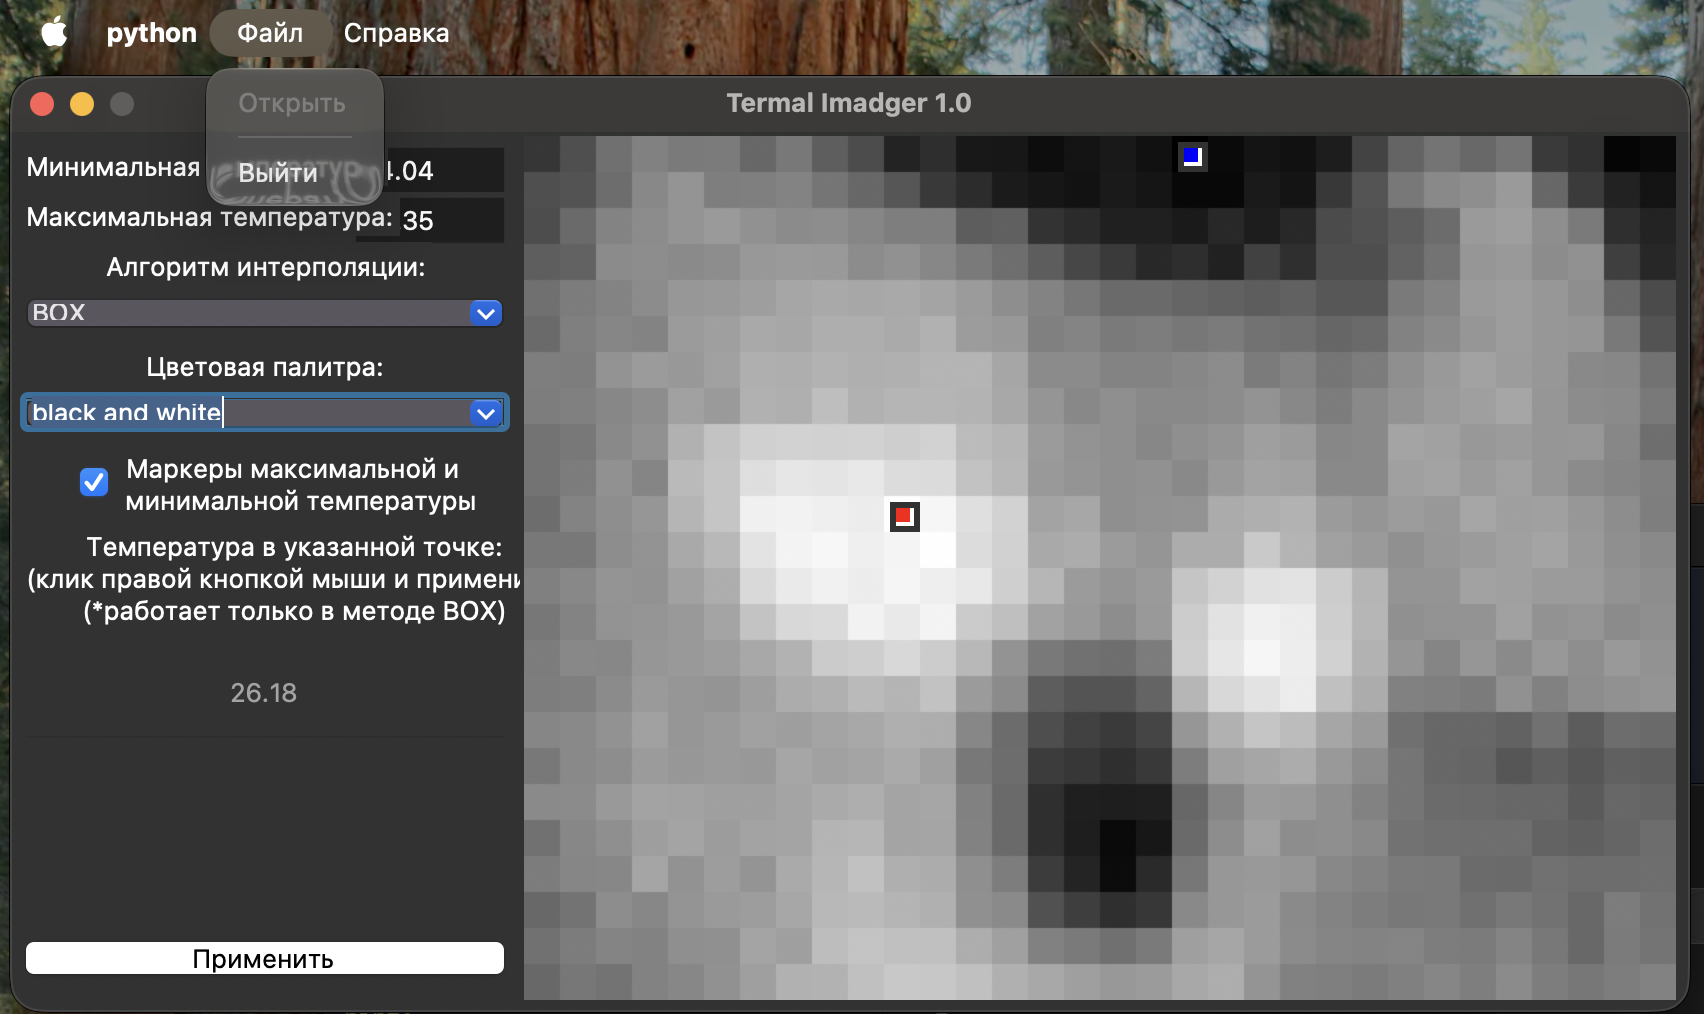 python Файл Справка
Открыть
Termal Imadger 1.0
Минимальная
Выйти
.04
Максимальная температура: 35
Алгоритм интерполяции:
BOX
Цветовая палитра:
black and white
Маркеры максимальной и
минимальной температуры
Температура в указанной точке:
(клик правой кнопкой мыши и примени
(*работает только в методе BOX)
26.18
Применить